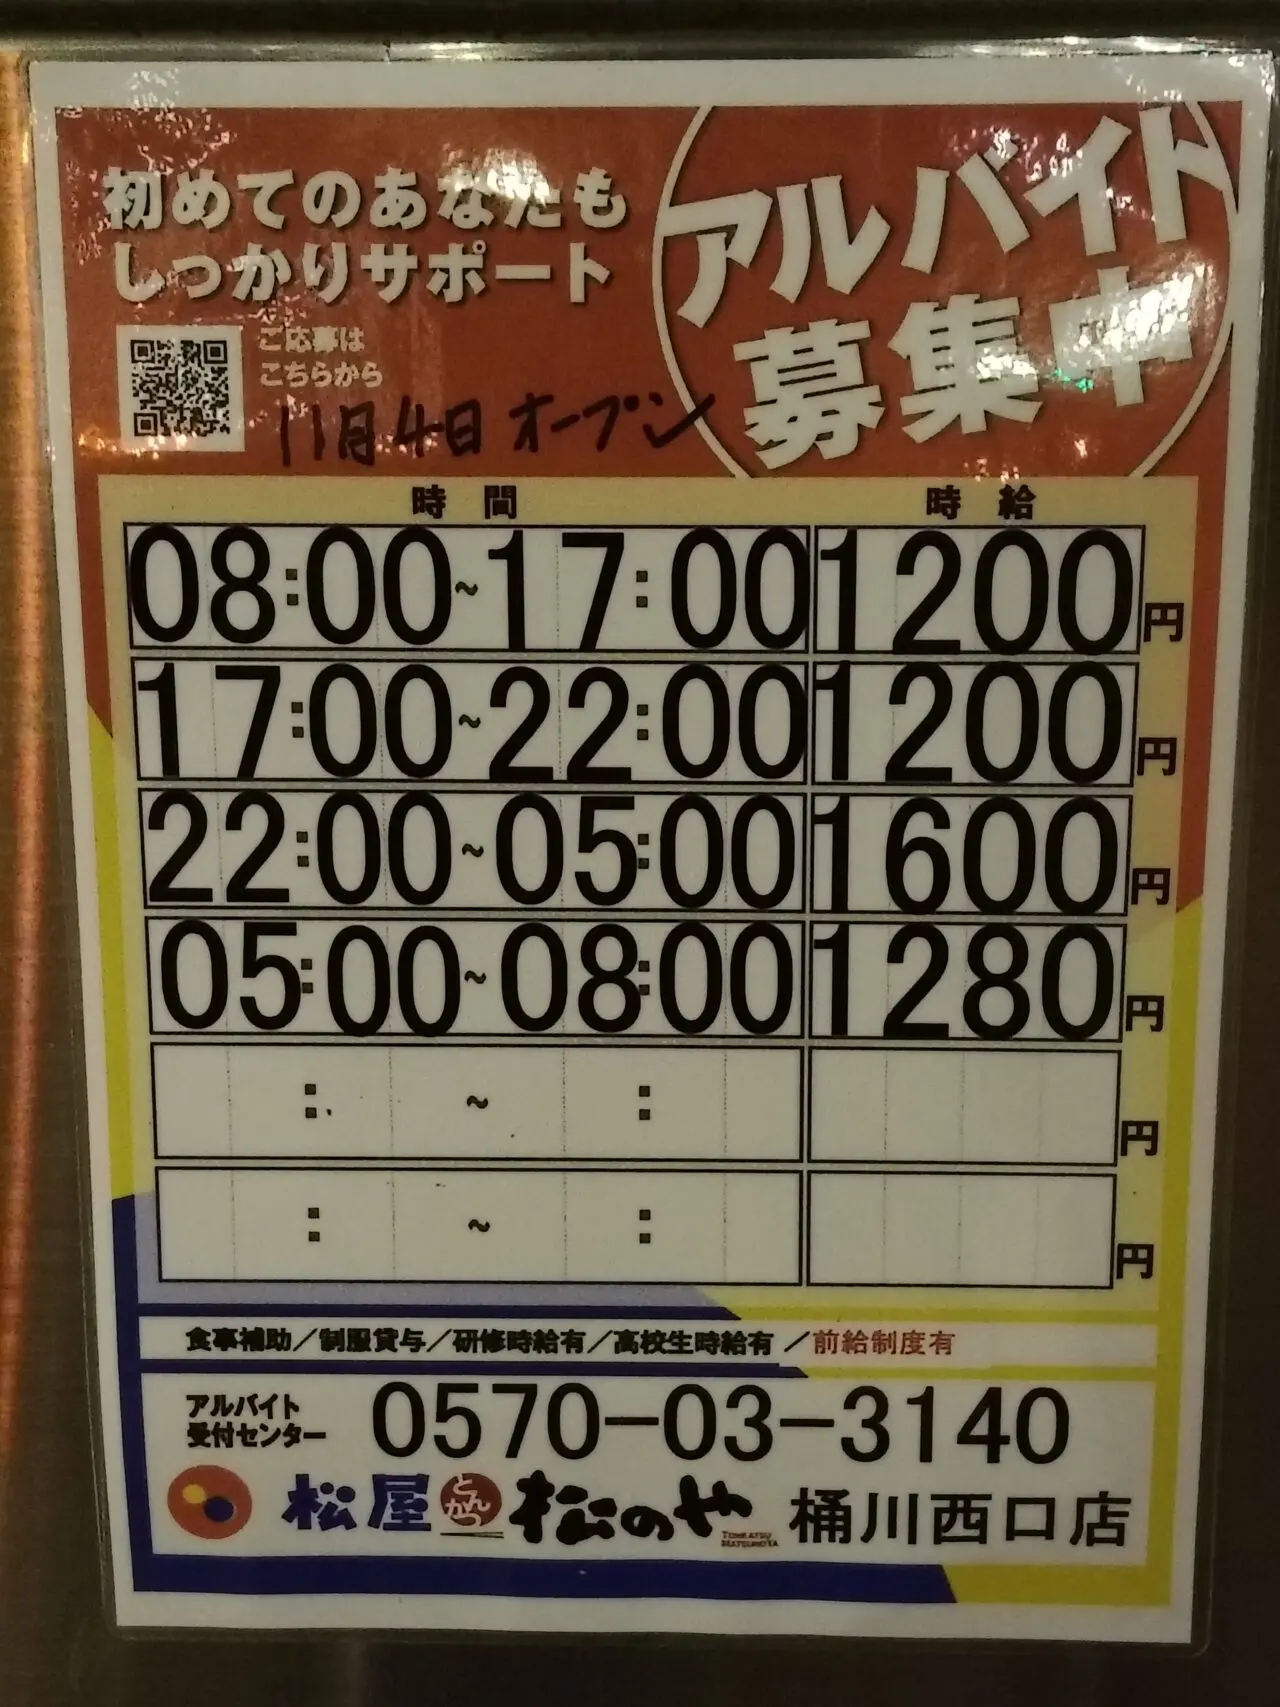 初めてのあなたも
しっかりサポート
アルバイト
募集中
ご応募は
こちらから
11月4日 オープン
時間 時給
08:00~17:00 1200円
17:00~22:00 1200円
22:00~05:00 1600円
05:00~08:00 1280円
: ~ : 円
: ~ : 円
食事補助/制服貸与/研修時給有/高校生時給有/前給制度有
アルバイト
受付センター
0570-03-3140
松屋 とんかつ 松のや 桶川西口店
TONKATSU
MATSUNOYA